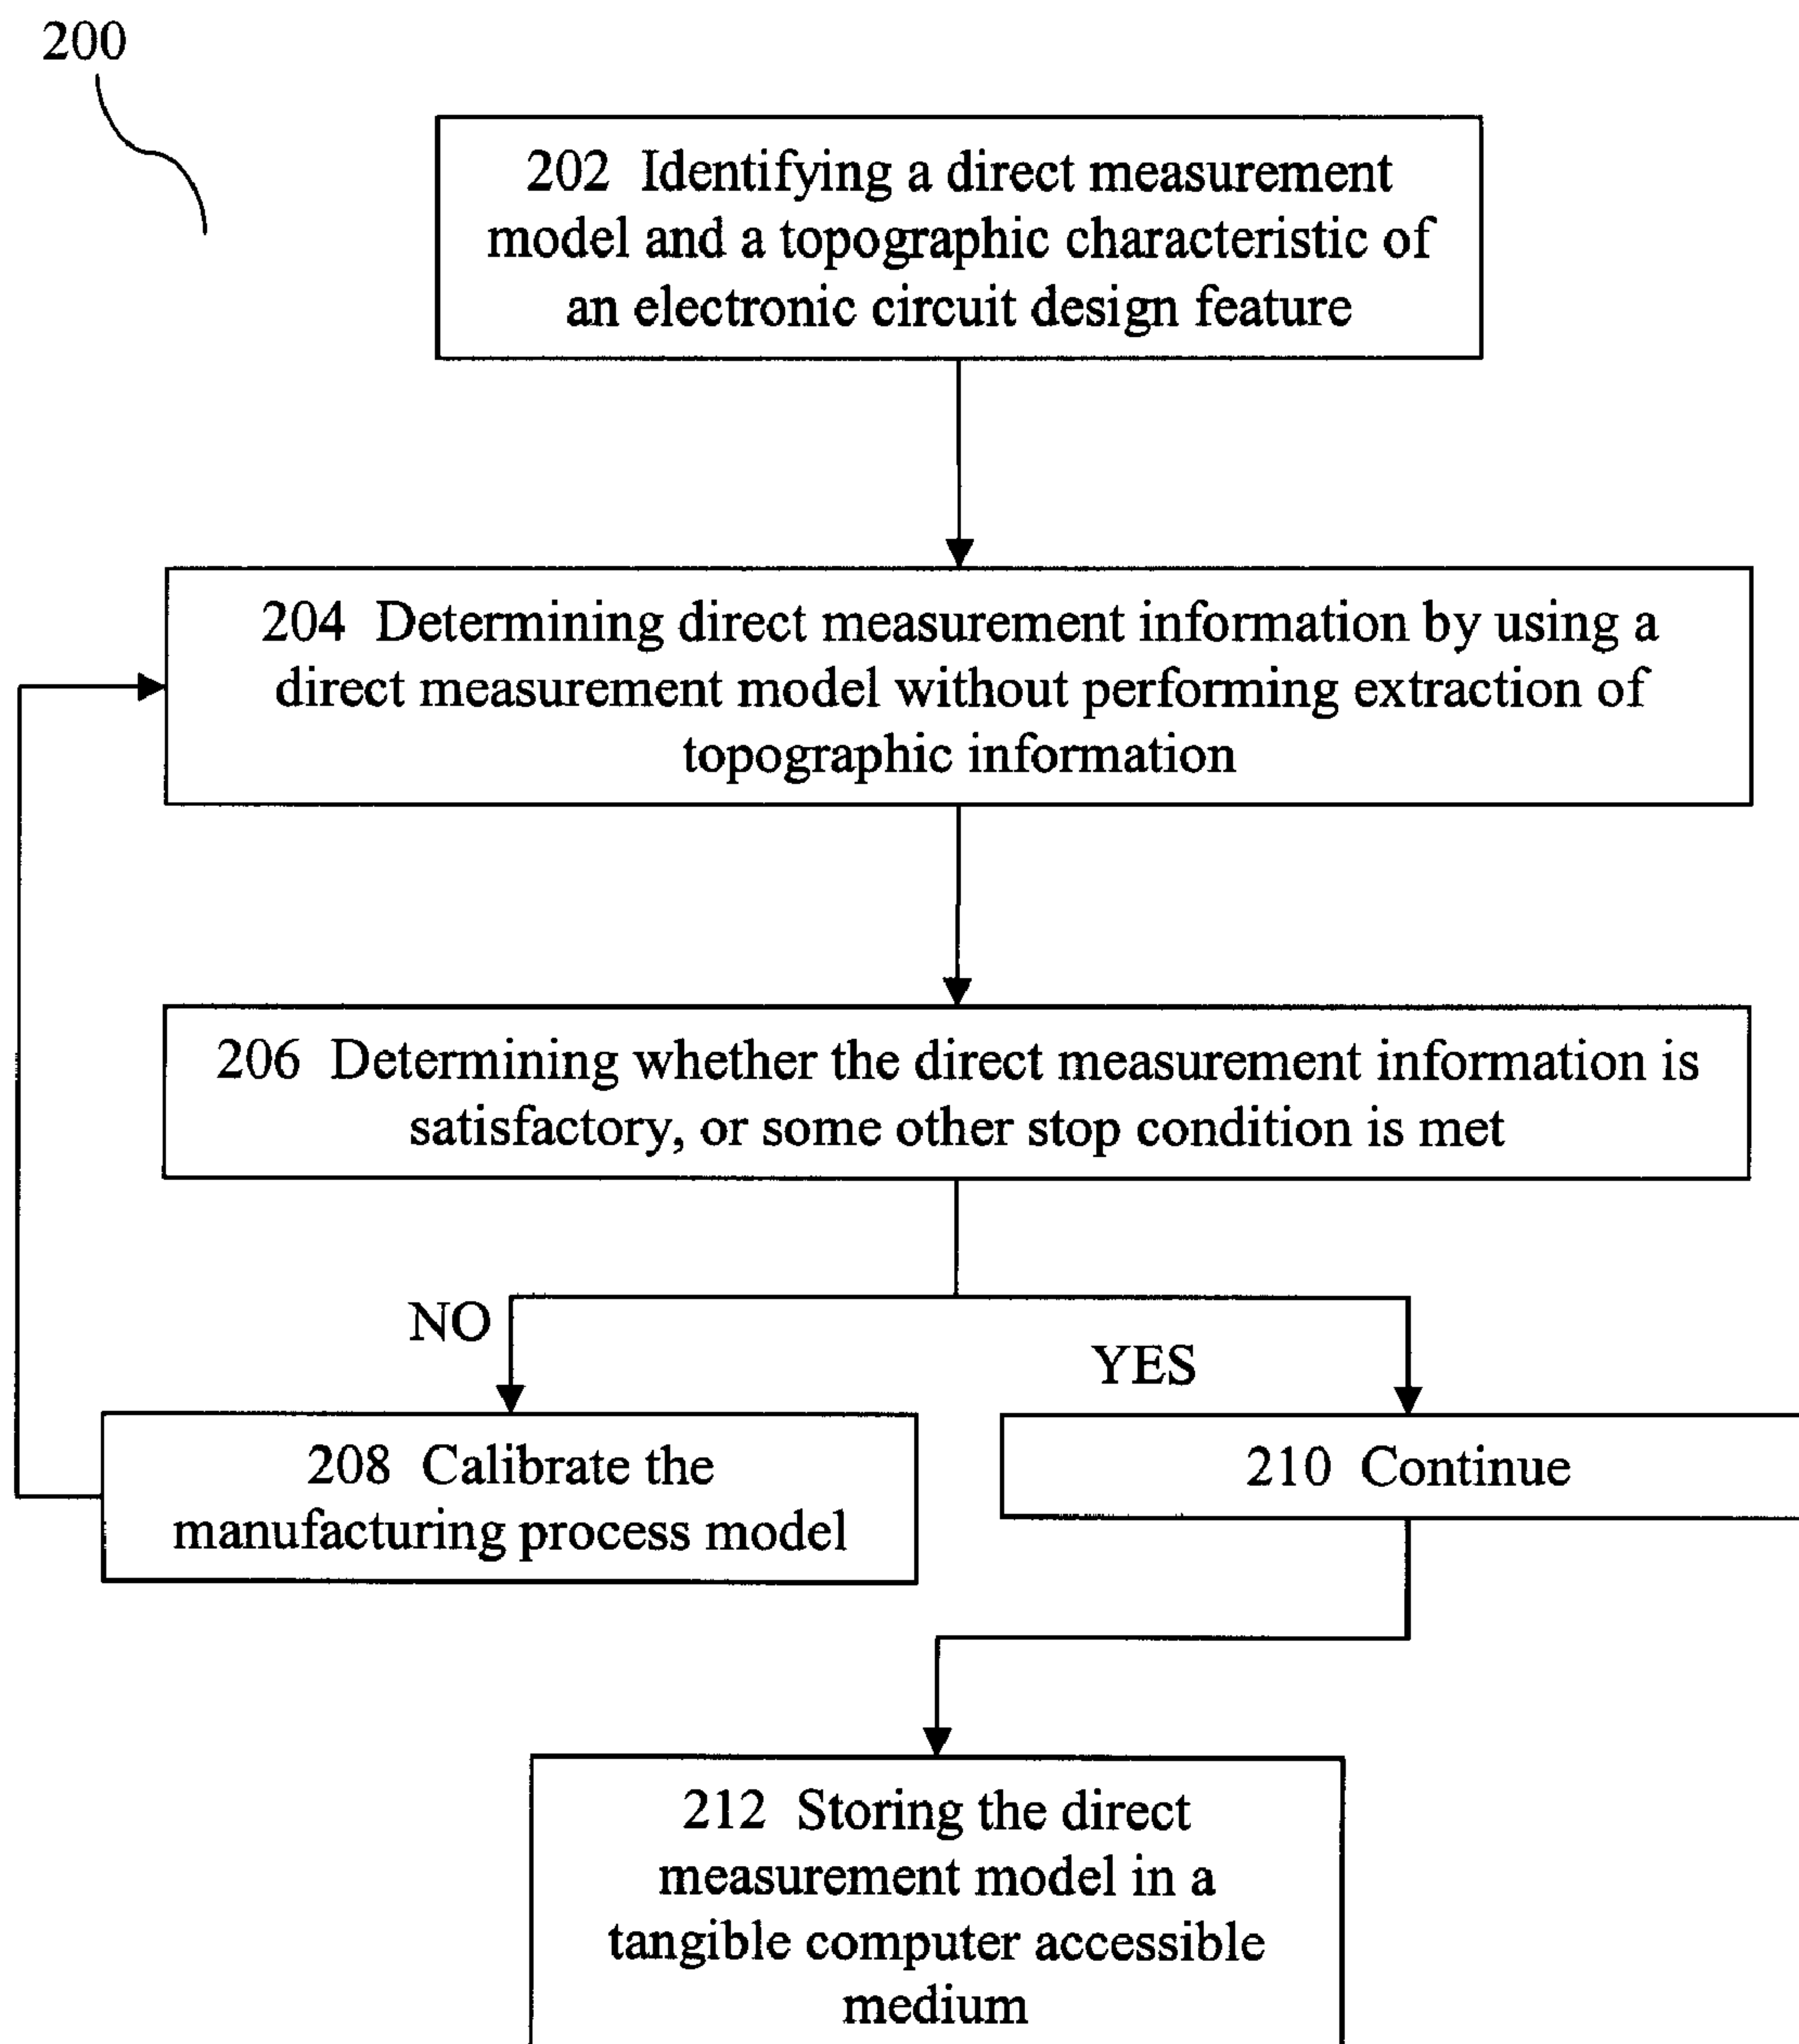 200
202 Identifying a direct measurement
model and a topographic characteristic of
an electronic circuit design feature
204 Determining direct measurement information by using a
direct measurement model without performing extraction of
topographic information
206 Determining whether the direct measurement information is
satisfactory, or some other stop condition is met
NO
YES
208 Calibrate the
manufacturing process model
210 Continue
212 Storing the direct
measurement model in a
tangible computer accessible
medium